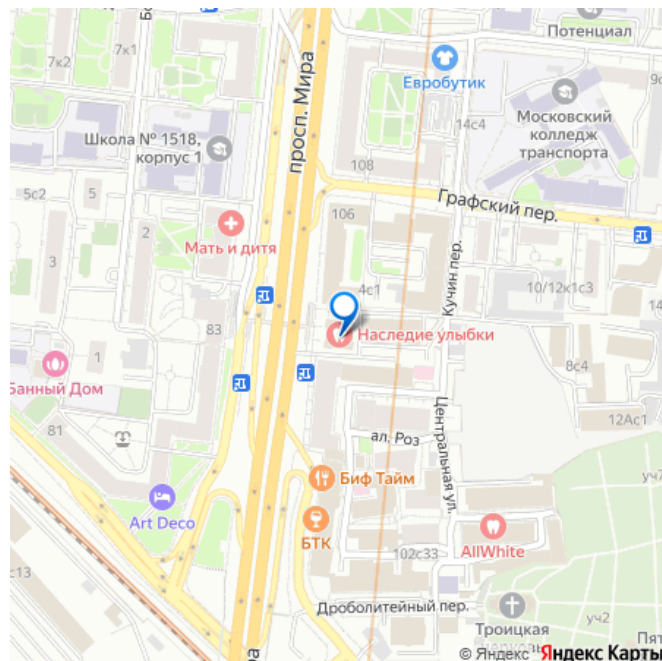 Потенциал
7к2
7к1
Евробутик
Московский
колледж
транспорта
14с4
просп. Мира
Школа № 1518,
корпус 1
108
5с2
5
Графский пер.
2
106
Мать и дитя
Кучин пер.
3
4с1
10/12к1с3
83
Наследие улыбки
1
Банный Дом
8с4
Центральная ул.
12Ас1
81
ал. Роз
Биф Тайм
Art Deco
БТК
AllWhite
102с33
с13
Дроболитейный пер.
уч2
Троицкая
© Яндекс
Яндекс Карты